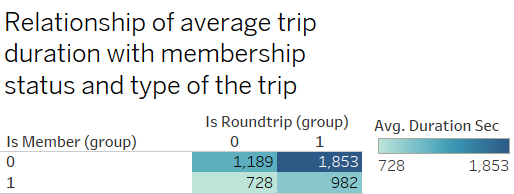 Relationship of average trip
duration with membership
status and type of the trip
Is Roundtrip (group)
Is Member (group) 0 1
0 1,189 1,853
1 728 982
Avg. Duration Sec
728 1,853